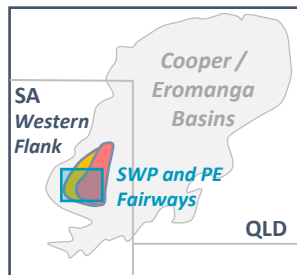 Cooper /
Eromanga
Basins
SA
Western
Flank
SWP and PE
Fairways
QLD